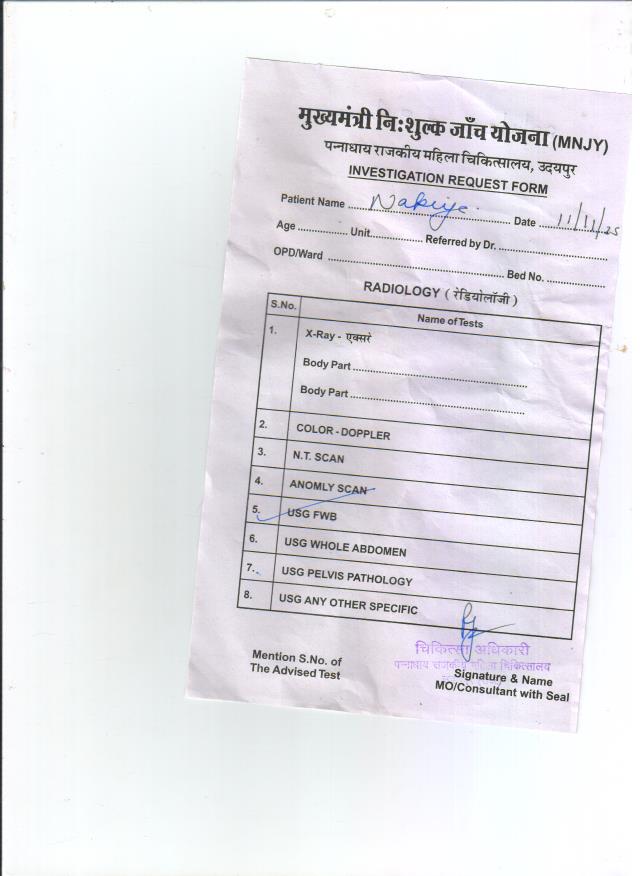 मुख्यमंत्री निःशुल्क जाँच योजना (MNJY)
पन्नाधाय राजकीय महिला चिकित्सालय, उदयपुर
INVESTIGATION REQUEST FORM
Patient Name .......... Date 11/11/25
Age .......... Unit .......... Referred by Dr. ..........
OPD/Ward .......... Bed No. ..........
RADIOLOGY ( रेडियोलॉजी )
S.No. Name of Tests
1. X-Ray - एक्सरे
Body Part ..........
Body Part ..........
2. COLOR - DOPPLER
3. N.T. SCAN
4. ANOMLY SCAN
5. USG FWB
6. USG WHOLE ABDOMEN
7. USG PELVIS PATHOLOGY
8. USG ANY OTHER SPECIFIC
चिकित्सा अधिकारी
पन्नाधाय राजकीय महिला चिकित्सालय
Mention S.No. of
The Advised Test
Signature & Name
MO/Consultant with Seal